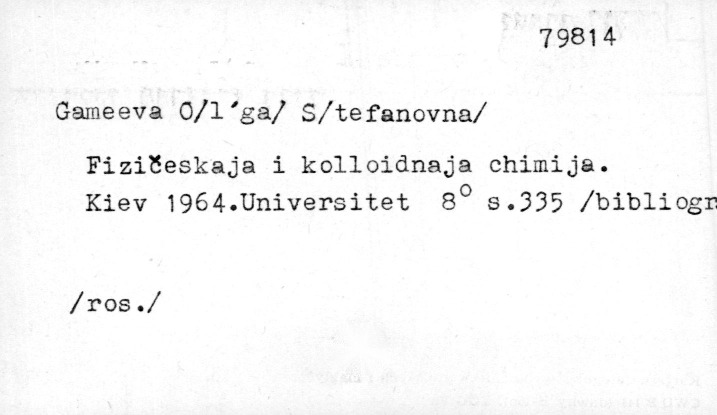 79814
Gameeva O/l'ga/ S/tefanovna/
Fizičeskaja i kolloidnaja chimija.
Kiev 1964.Universitet 8° s.335 /bibliogr
/ros./